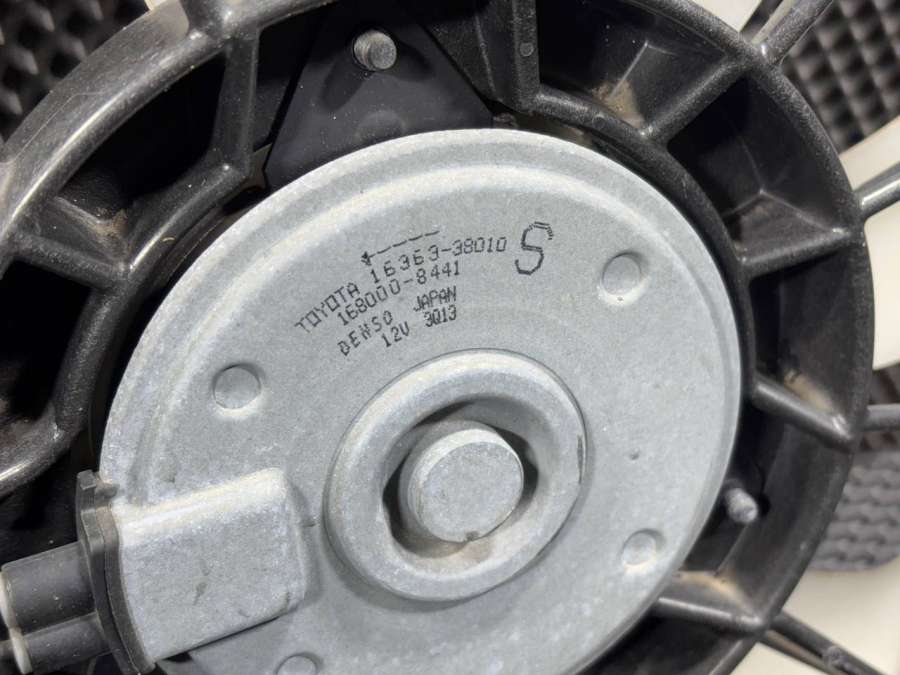 TOYOTA 16363-38010 S
168000-8441
DENSO JAPAN
12V 3013